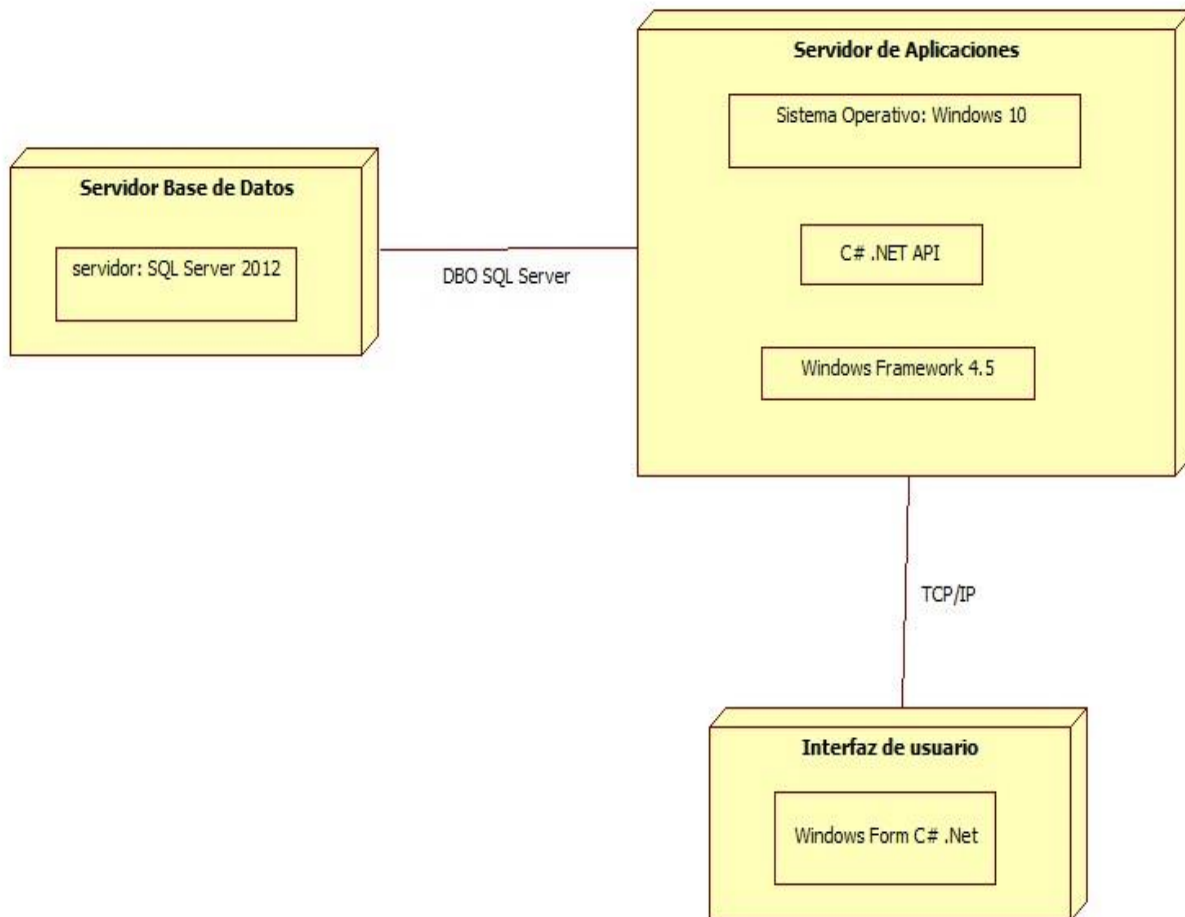 Servidor de Aplicaciones
Sistema Operativo: Windows 10
C# .NET API
Windows Framework 4.5
Servidor Base de Datos
servidor: SQL Server 2012
DBO SQL Server
TCP/IP
Interfaz de usuario
Windows Form C# .Net